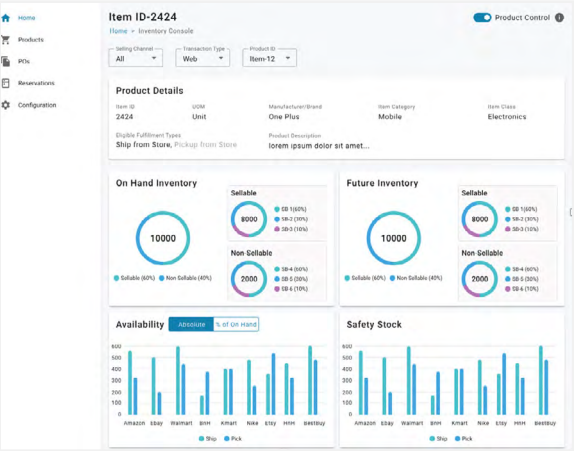 Home
Products
POs
Reservations
Configuration
Item ID-2424
Product Control
Home > Inventory Console
Selling Channel
All
Transaction Type
Web
Product ID
Item-12
Product Details
Item ID
UOM
Manufacturer/Brand
Item Category
Item Class
2424
Unit
One Plus
Mobile
Electronics
Eligible Fulfillment Types
Product Description
Ship from Store, Pickup from Store
lorem ipsum dolor sit amet...
On Hand Inventory
10000
Sellable (60%) Non Sellable (40%)
Sellable
8000
SB 1(60%)
SB-2 (30%)
SB-3 (10%)
Non-Sellable
2000
SB-4 (60%)
SB-5 (30%)
SB-6 (10%)
Future Inventory
10000
Sellable (60%) Non Sellable (40%)
Sellable
8000
SB 1(60%)
SB-2 (30%)
SB-3 (10%)
Non-Sellable
2000
SB-4 (60%)
SB-5 (30%)
SB-6 (10%)
Availability
Absolute
% of On Hand
600
500
400
300
200
100
0
Amazon Ebay Walmart BnH Kmart Nike Etsy HnM BestBuy
Ship Pick
Safety Stock
600
500
400
300
200
100
0
Amazon Ebay Walmart BnH Kmart Nike Etsy HnM BestBuy
Ship Pick